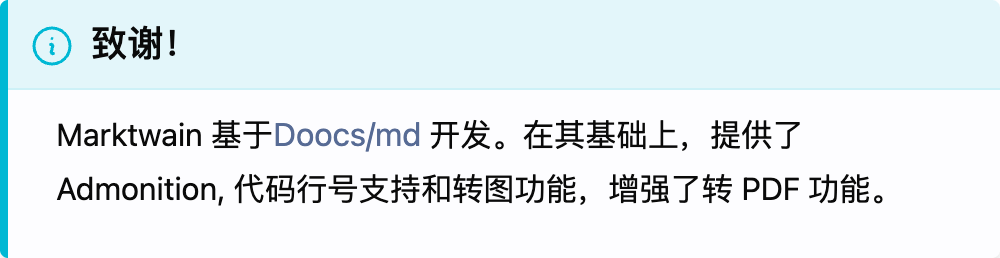 致谢！
Marktwain 基于Doocs/md 开发。在其基础上，提供了
Admonition, 代码行号支持和转图功能，增强了转 PDF 功能。